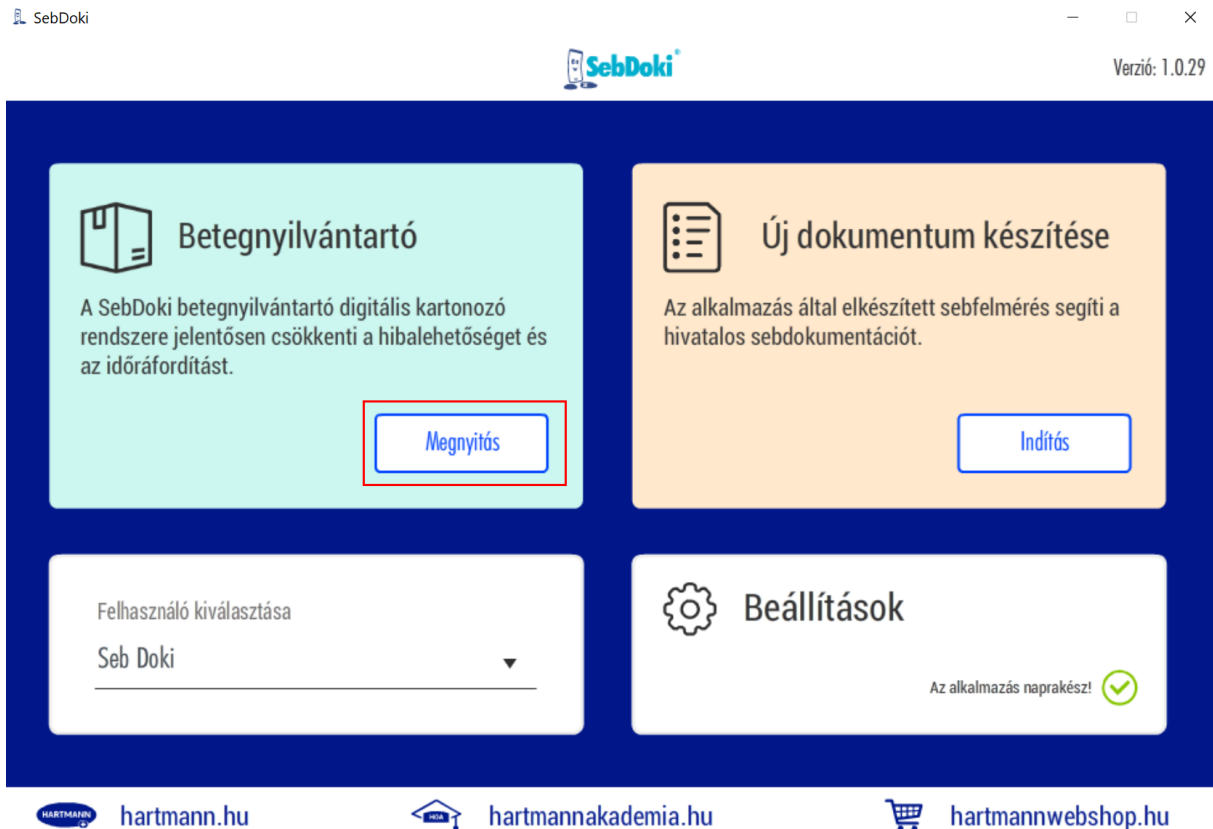 SebDoki
SebDoki®
Verzió: 1.0.29
Betegnyilvántartó
A SebDoki betegnyilvántartó digitális kartonozó
rendszere jelentősen csökkenti a hibalehetőséget és
az időráfordítást.
Megnyitás
Új dokumentum készítése
Az alkalmazás által elkészített sebfelmérés segíti a
hivatalos sebdokumentációt.
Indítás
Felhasználó kiválasztása
Seb Doki
Beállítások
Az alkalmazás naprakész!
HARTMANN
hartmann.hu
HOA
hartmannakademia.hu
hartmannwebshop.hu